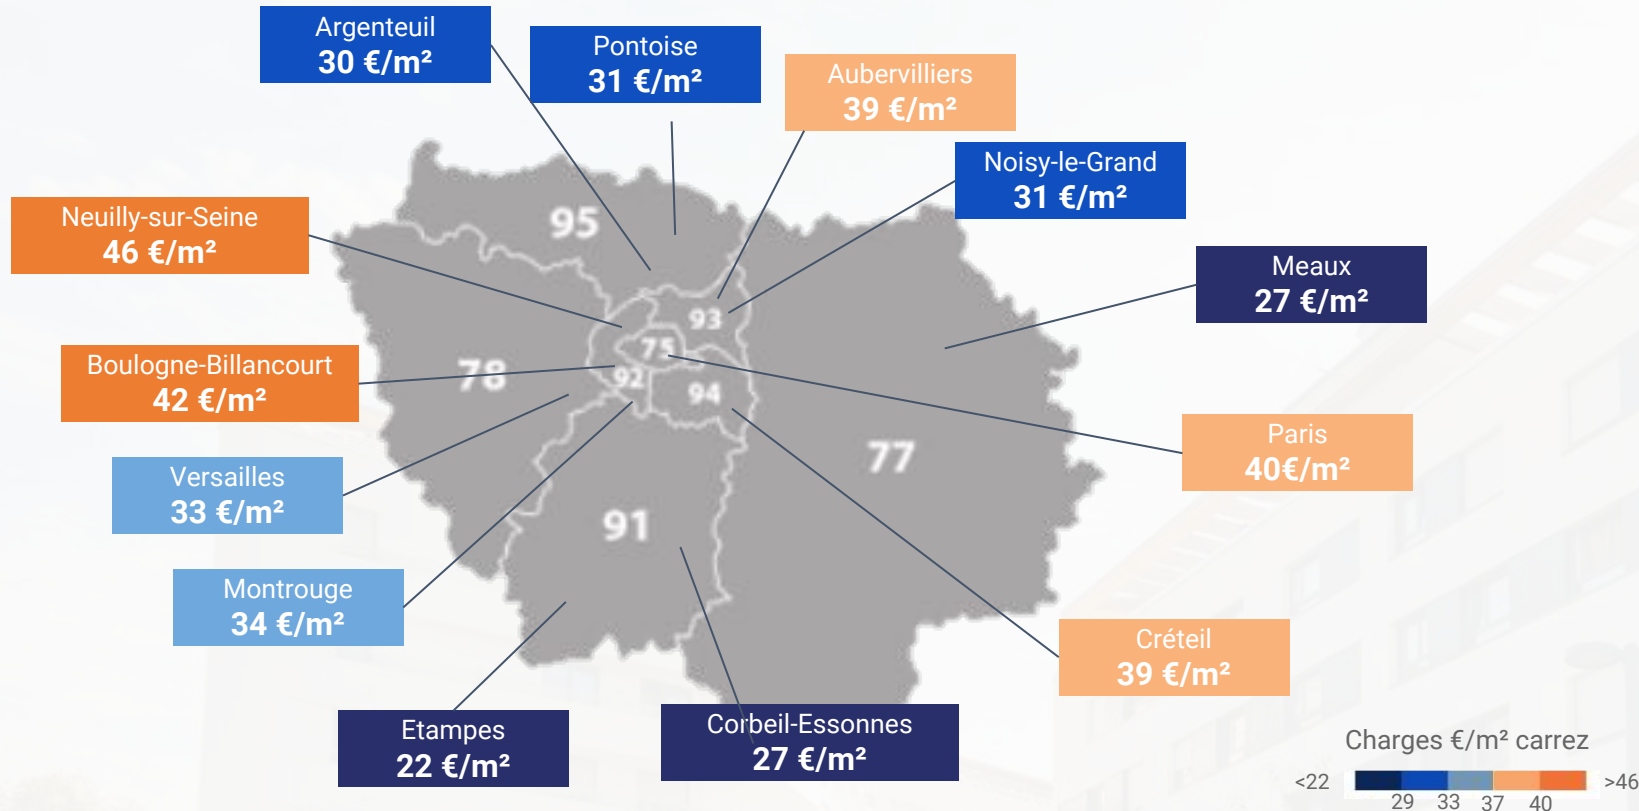 Argenteuil
30 €/m²
Pontoise
31 €/m²
Aubervilliers
39 €/m²
Noisy-le-Grand
31 €/m²
Neuilly-sur-Seine
46 €/m²
Meaux
27 €/m²
95
93
75
78
92
94
77
91
Boulogne-Billancourt
42 €/m²
Paris
40€/m²
Versailles
33 €/m²
Montrouge
34 €/m²
Créteil
39 €/m²
Etampes
22 €/m²
Corbeil-Essonnes
27 €/m²
Charges €/m² carrez
<22 >46
29 33 37 40